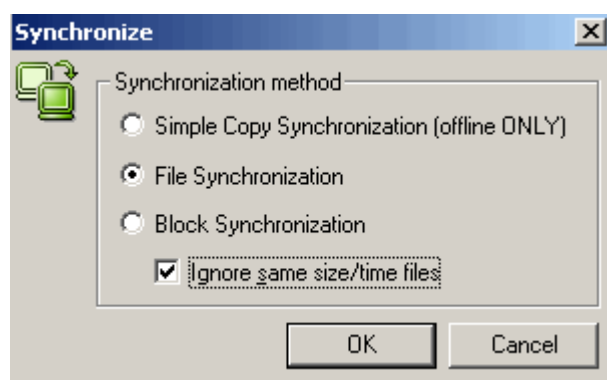 Synchronize
Synchronization method
Simple Copy Synchronization (offline ONLY)
File Synchronization
Block Synchronization
Ignore same size/time files
OK Cancel